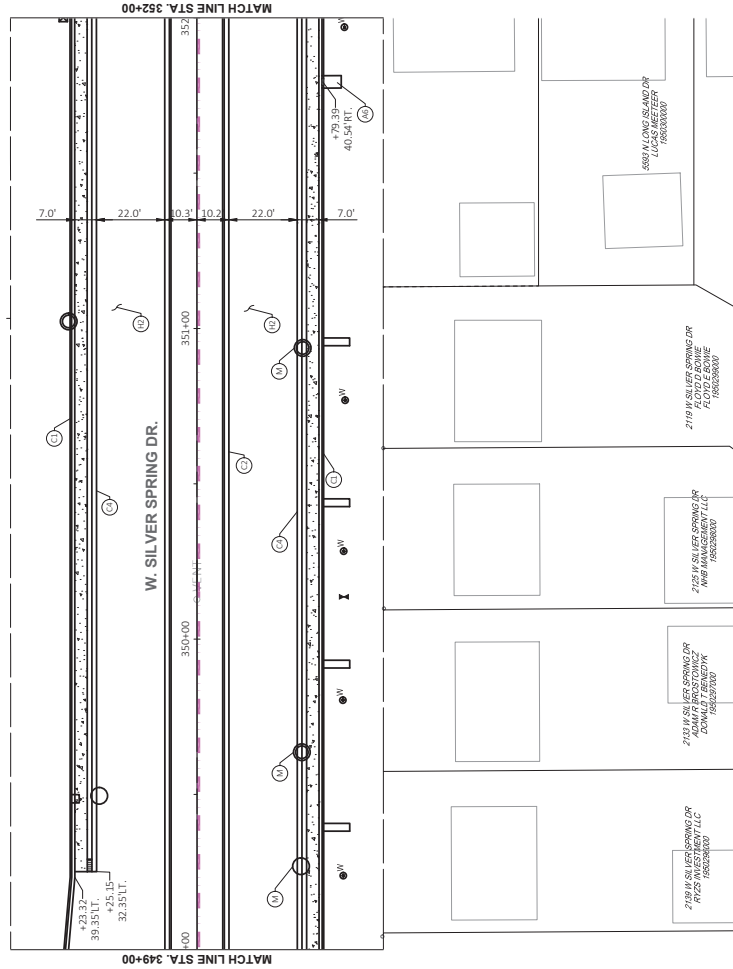 MATCH LINE STA. 352+00
352
7.0'
22.0'
10.3'
10.2
22.0'
7.0'
+79.39
40.54'RT.
A6
H2
H2
351+00
M
C1
C4
C2
C1
C4
W. SILVER SPRING DR.
350+00
M
M
W
W
W
W
W
+23.32
39.35'LT.
+25.15
32.35'LT.
+00
MATCH LINE STA. 349+00
5593 N LONG ISLAND DR
LUCAS MEETEER
1950300000
2119 W SILVER SPRING DR
FLOYD D BOWIE
FLOYD E BOWIE
1950299000
2125 W SILVER SPRING DR
NHB MANAGEMENT LLC
1950298000
2133 W SILVER SPRING DR
ADAM R BROSTOWICZ
DONALD T BENEDYK
1950297000
2139 W SILVER SPRING DR
RYZS INVESTMENT LLC
1950296000